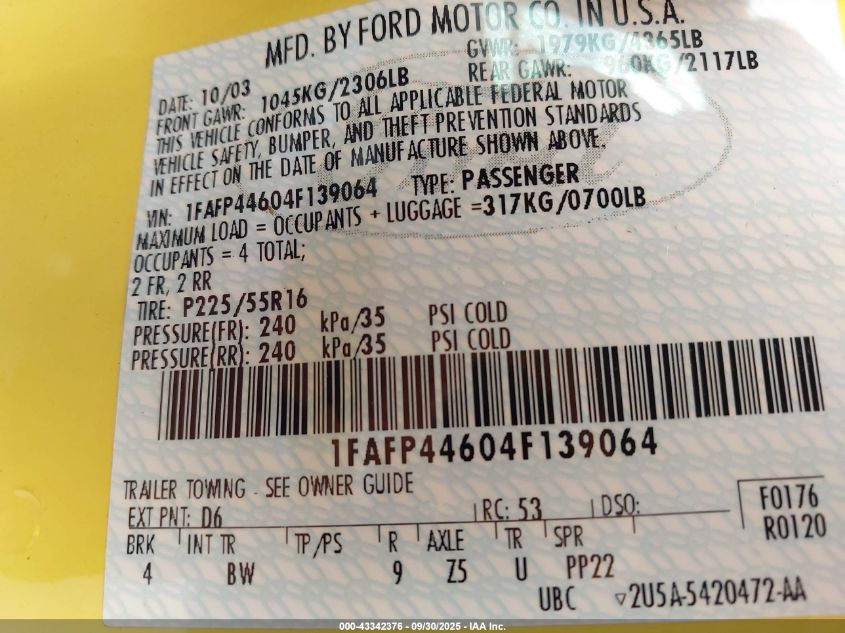 MFD. BY FORD MOTOR CO. IN U.S.A.
DATE: 10/03 GVWR: 1979KG/4365LB
FRONT GAWR: 1045KG/2306LB REAR GAWR: 960KG/2117LB
THIS VEHICLE CONFORMS TO ALL APPLICABLE FEDERAL MOTOR
VEHICLE SAFETY, BUMPER, AND THEFT PREVENTION STANDARDS
IN EFFECT ON THE DATE OF MANUFACTURE SHOWN ABOVE.
VIN: 1FAFP44604F139064 TYPE: PASSENGER
MAXIMUM LOAD = OCCUPANTS + LUGGAGE =317KG/0700LB
OCCUPANTS = 4 TOTAL;
2 FR, 2 RR
TIRE: P225/55R16
PRESSURE(FR): 240 kPa/35 PSI COLD
PRESSURE(RR): 240 kPa/35 PSI COLD
1FAFP44604F139064
TRAILER TOWING - SEE OWNER GUIDE
EXT PNT: D6 RC: 53 DSO: F0176
R0120
BRK INT TR TP/PS R AXLE TR SPR
4 BW 9 Z5 U PP22
UBC ▽2U5A-5420472-AA
000-43342376 - 09/30/2025 - IAA Inc.